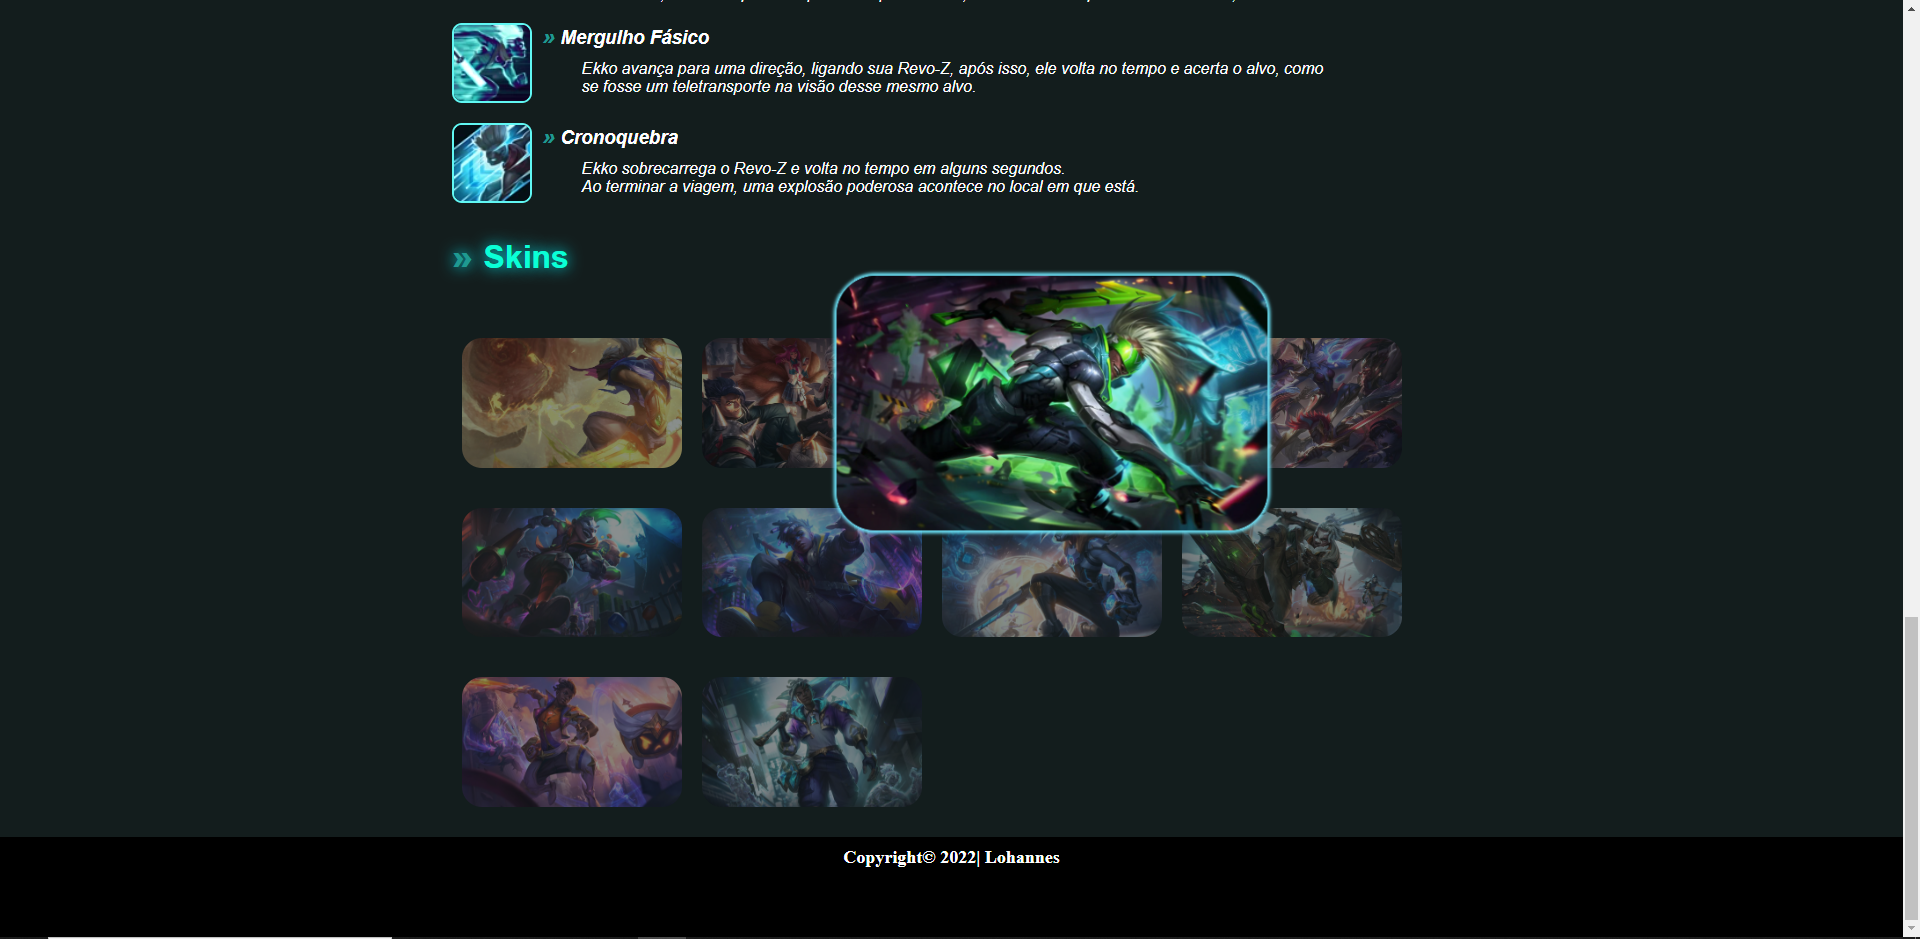 » Mergulho Fásico
Ekko avança para uma direção, ligando sua Revo-Z, após isso, ele volta no tempo e acerta o alvo, como
se fosse um teletransporte na visão desse mesmo alvo.
» Cronoquebra
Ekko sobrecarrega o Revo-Z e volta no tempo em alguns segundos.
Ao terminar a viagem, uma explosão poderosa acontece no local em que está.
» Skins
Copyright© 2022| Lohannes